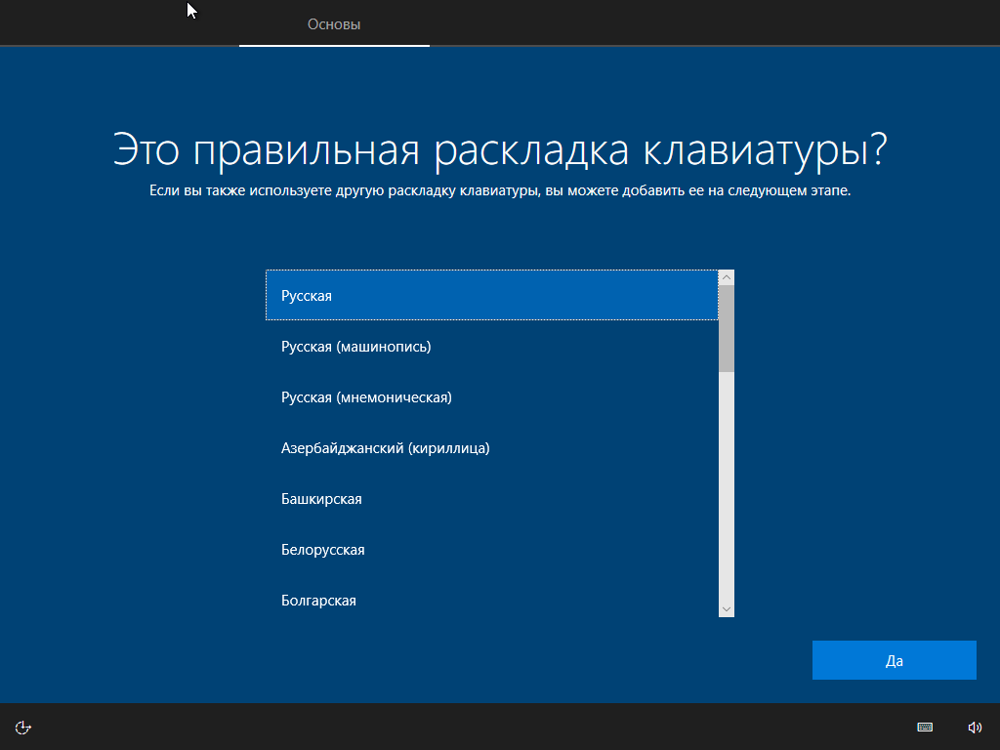 Основы
Это правильная раскладка клавиатуры?
Если вы также используете другую раскладку клавиатуры, вы можете добавить ее на следующем этапе.
Русская
Русская (машинопись)
Русская (мнемоническая)
Азербайджанский (кириллица)
Башкирская
Белорусская
Болгарская
Да